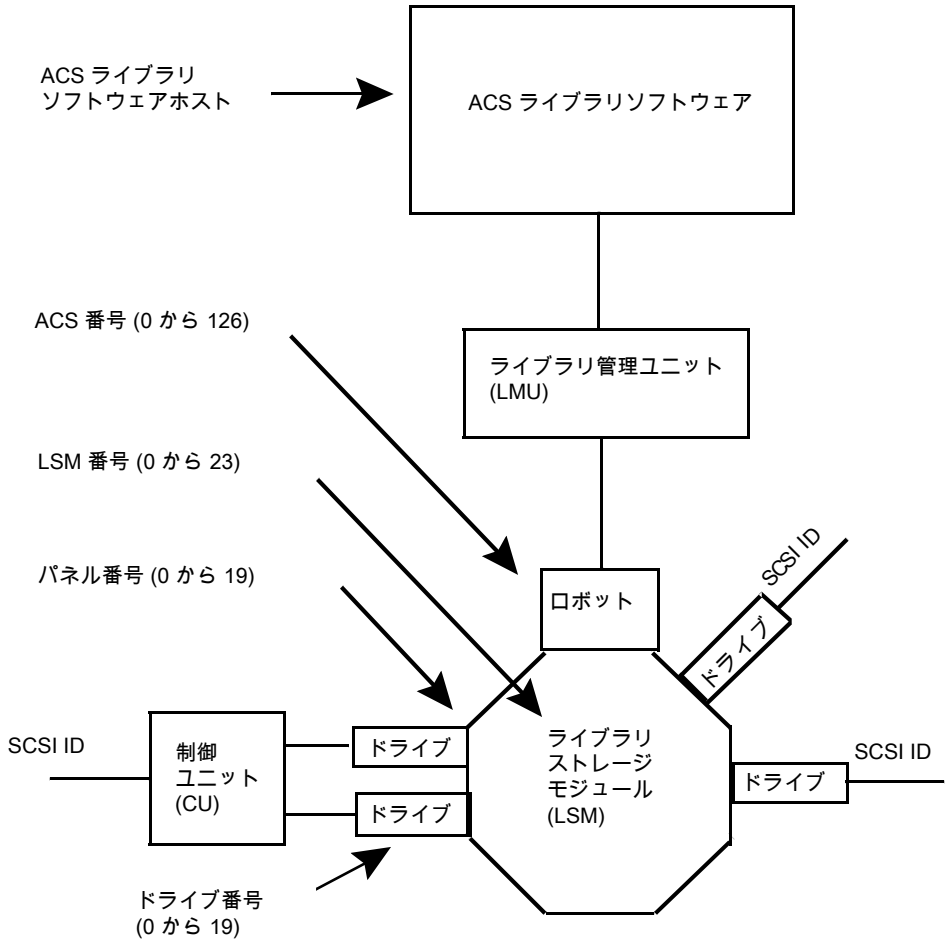 ACS ライブラリ
ソフトウェアホスト
ACS ライブラリソフトウェア
ACS 番号 (0 から 126)
ライブラリ管理ユニット
(LMU)
LSM 番号 (0 から 23)
パネル番号 (0 から 19)
ロボット
SCSI ID
ドライブ
SCSI ID
制御
ユニット
(CU)
ドライブ
ドライブ
ライブラリ
ストレージ
モジュール
(LSM)
ドライブ
SCSI ID
ドライブ番号
(0 から 19)